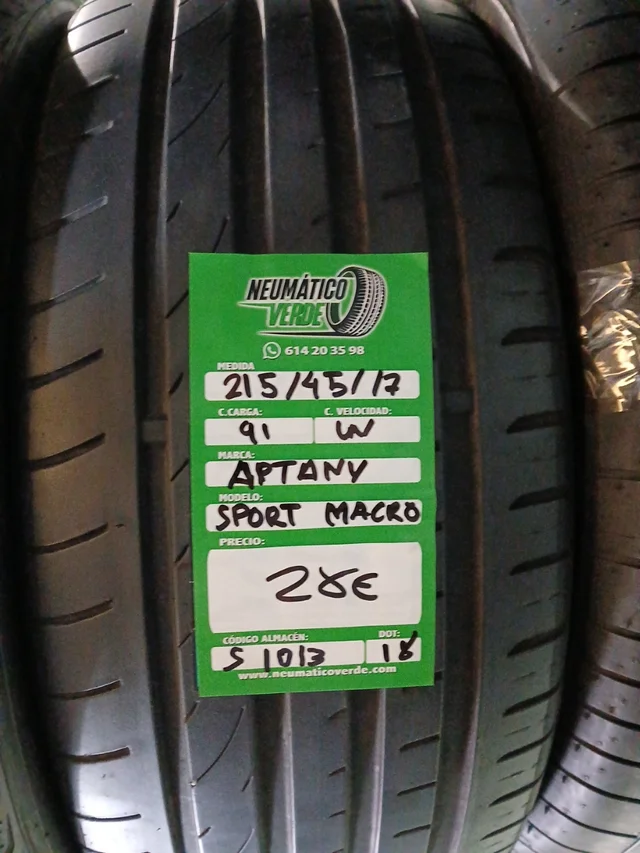 NEUMÁTICO
VERDE
614 20 35 98
MEDIDA
215/45/17
C.CARGA: C. VELOCIDAD:
91 W
MARCA:
APTANY
MODELO:
SPORT MACRO
PRECIO:
28€
CÓDIGO ALMACÉN: DOT:
S 1013 18
www.neumaticoverde.com